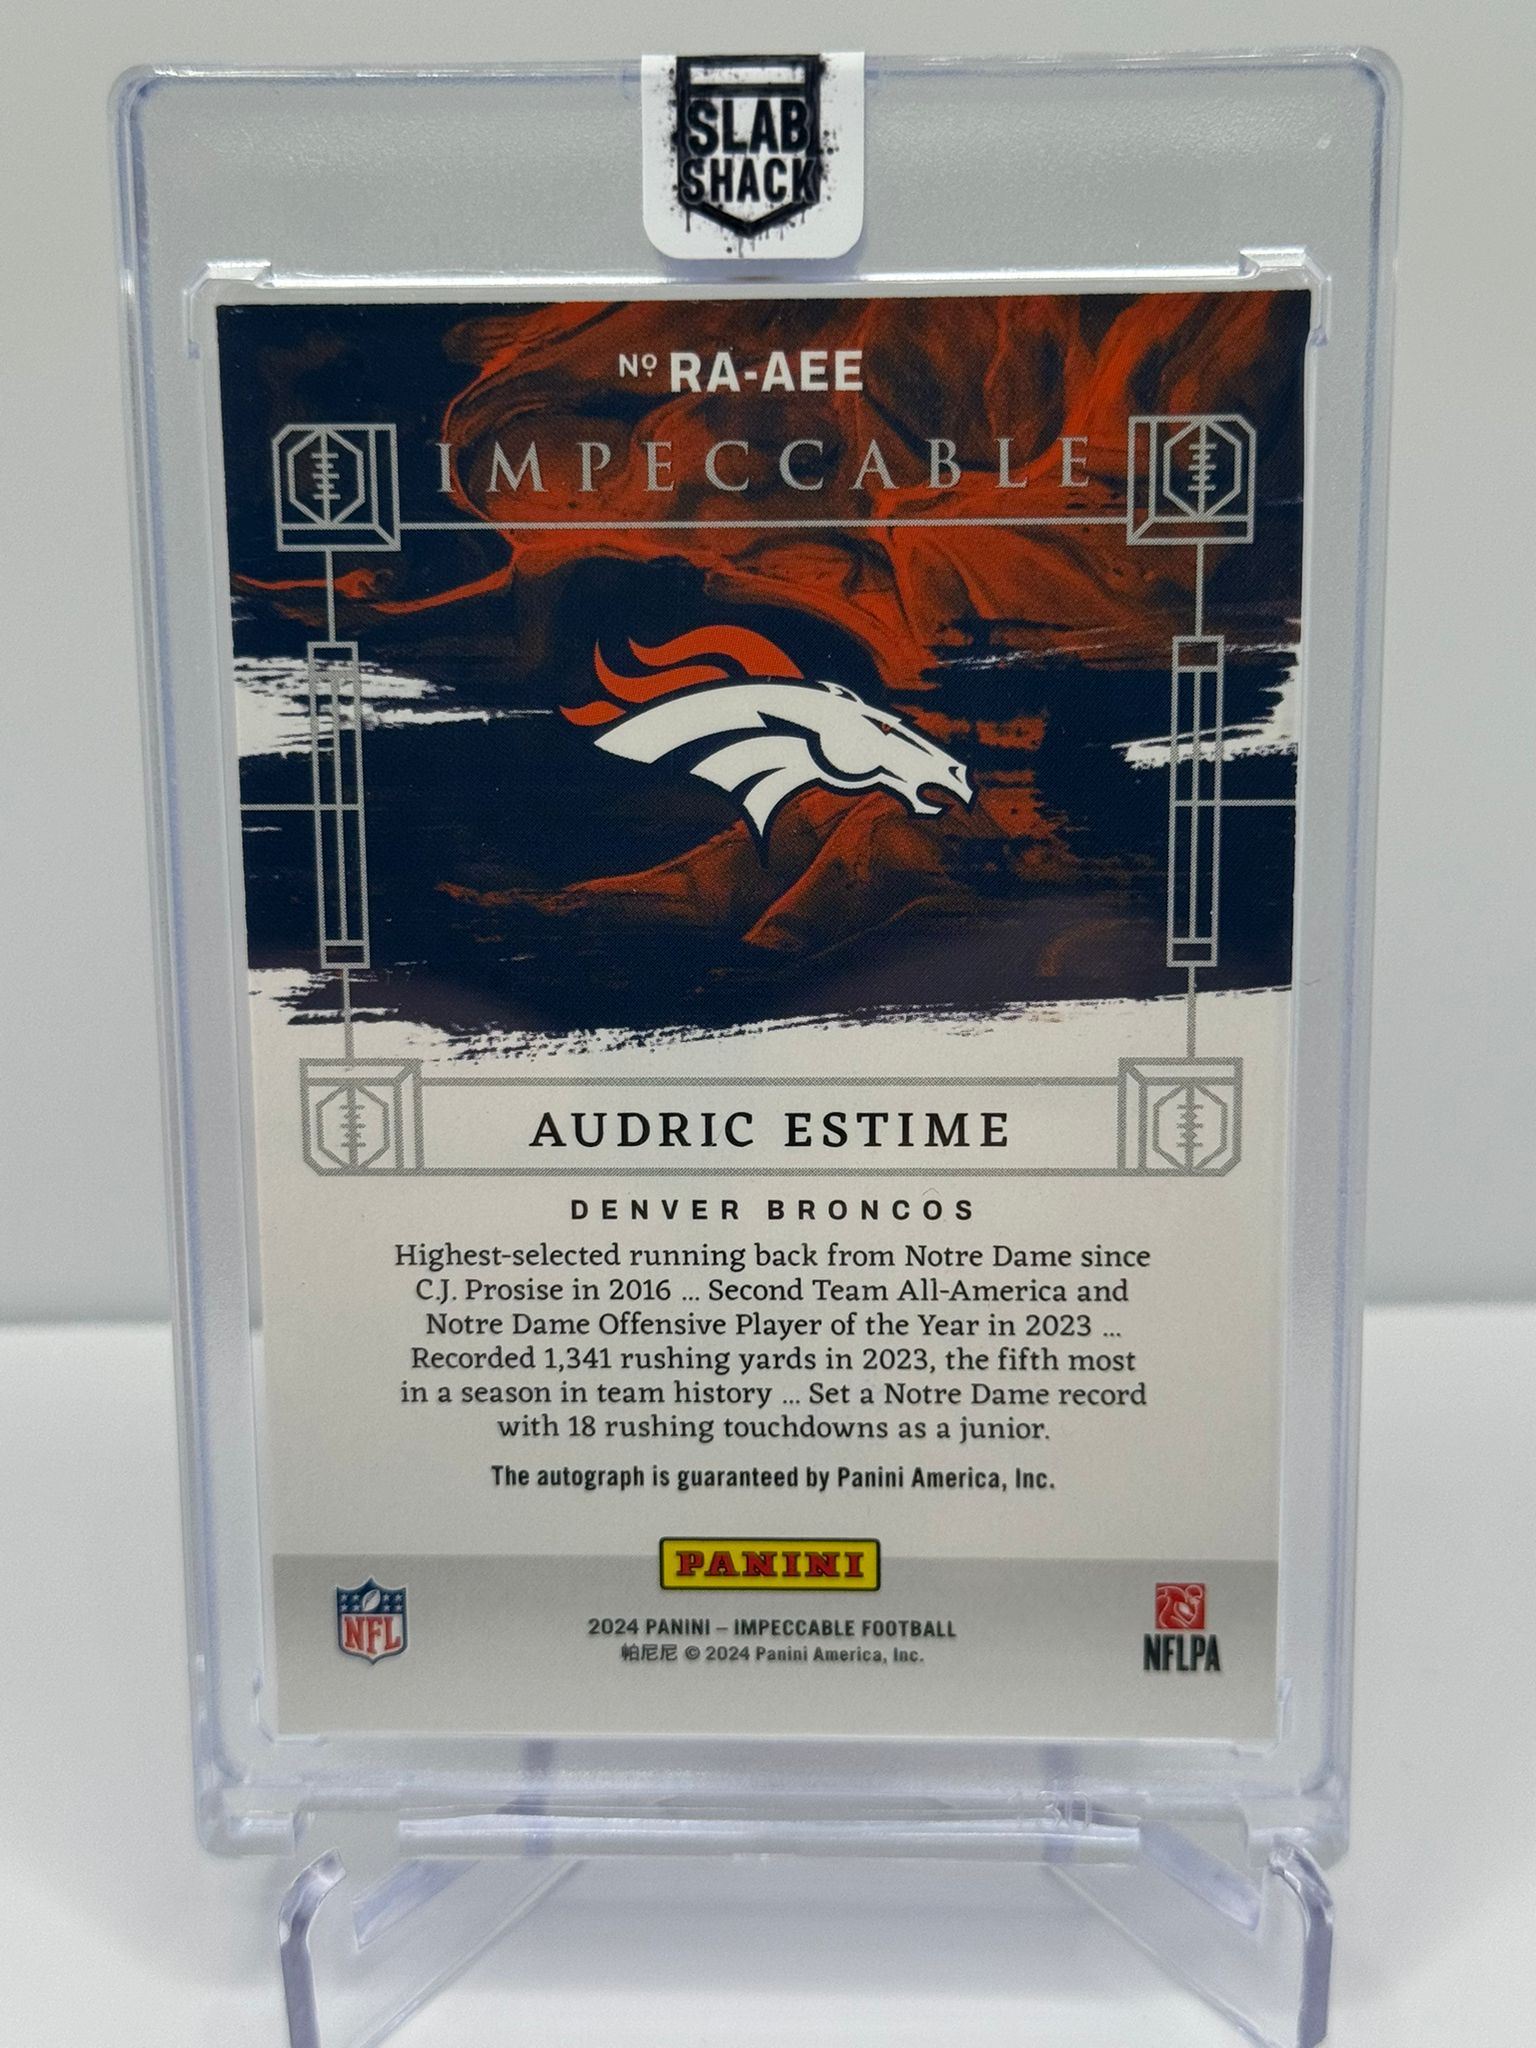 SLAB
SHACK
Nº RA-AEE
IMPECCABLE
AUDRIC ESTIME
DENVER BRONCOS
Highest-selected running back from Notre Dame since
C.J. Prosise in 2016 ... Second Team All-America and
Notre Dame Offensive Player of the Year in 2023 ...
Recorded 1,341 rushing yards in 2023, the fifth most
in a season in team history ... Set a Notre Dame record
with 18 rushing touchdowns as a junior.
The autograph is guaranteed by Panini America, Inc.
PANINI
NFL
2024 PANINI – IMPECCABLE FOOTBALL
帕尼尼 © 2024 Panini America, Inc.
NFLPA